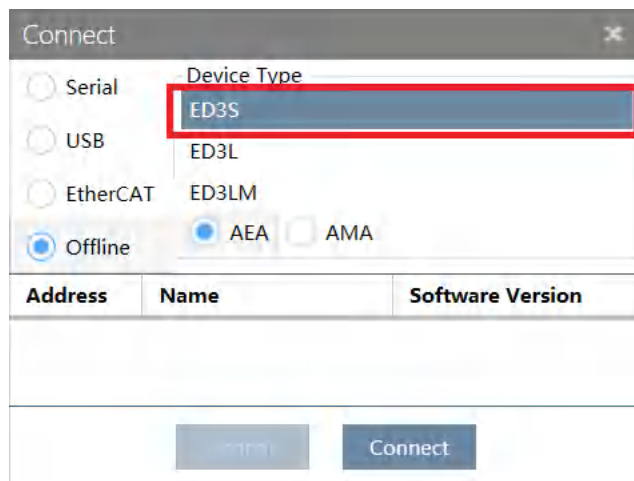 Connect
Serial
Device Type
ED3S
USB
ED3L
EtherCAT
ED3LM
Offline
AEA
AMA
Address
Name
Software Version
Connect